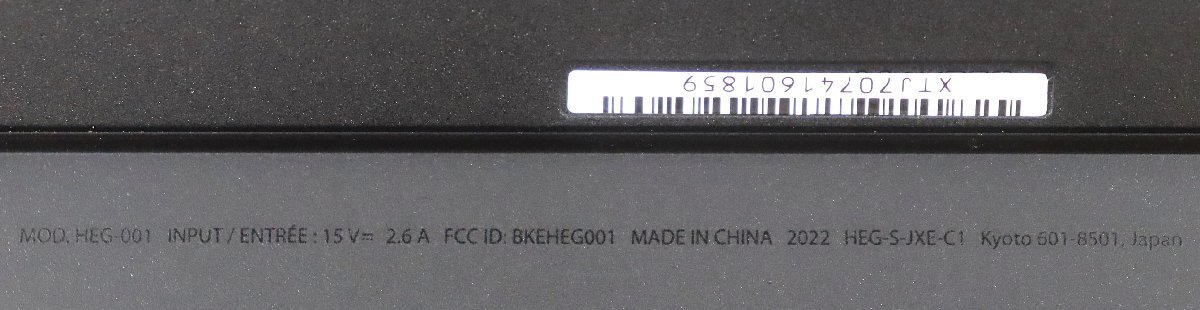 XTJ70741601859
MOD. HEG-001 INPUT / ENTRÉE : 15 V⎓ 2.6 A FCC ID: BKEHEG001 MADE IN CHINA 2022 HEG-S-JXE-C1 Kyoto 601-8501, Japan